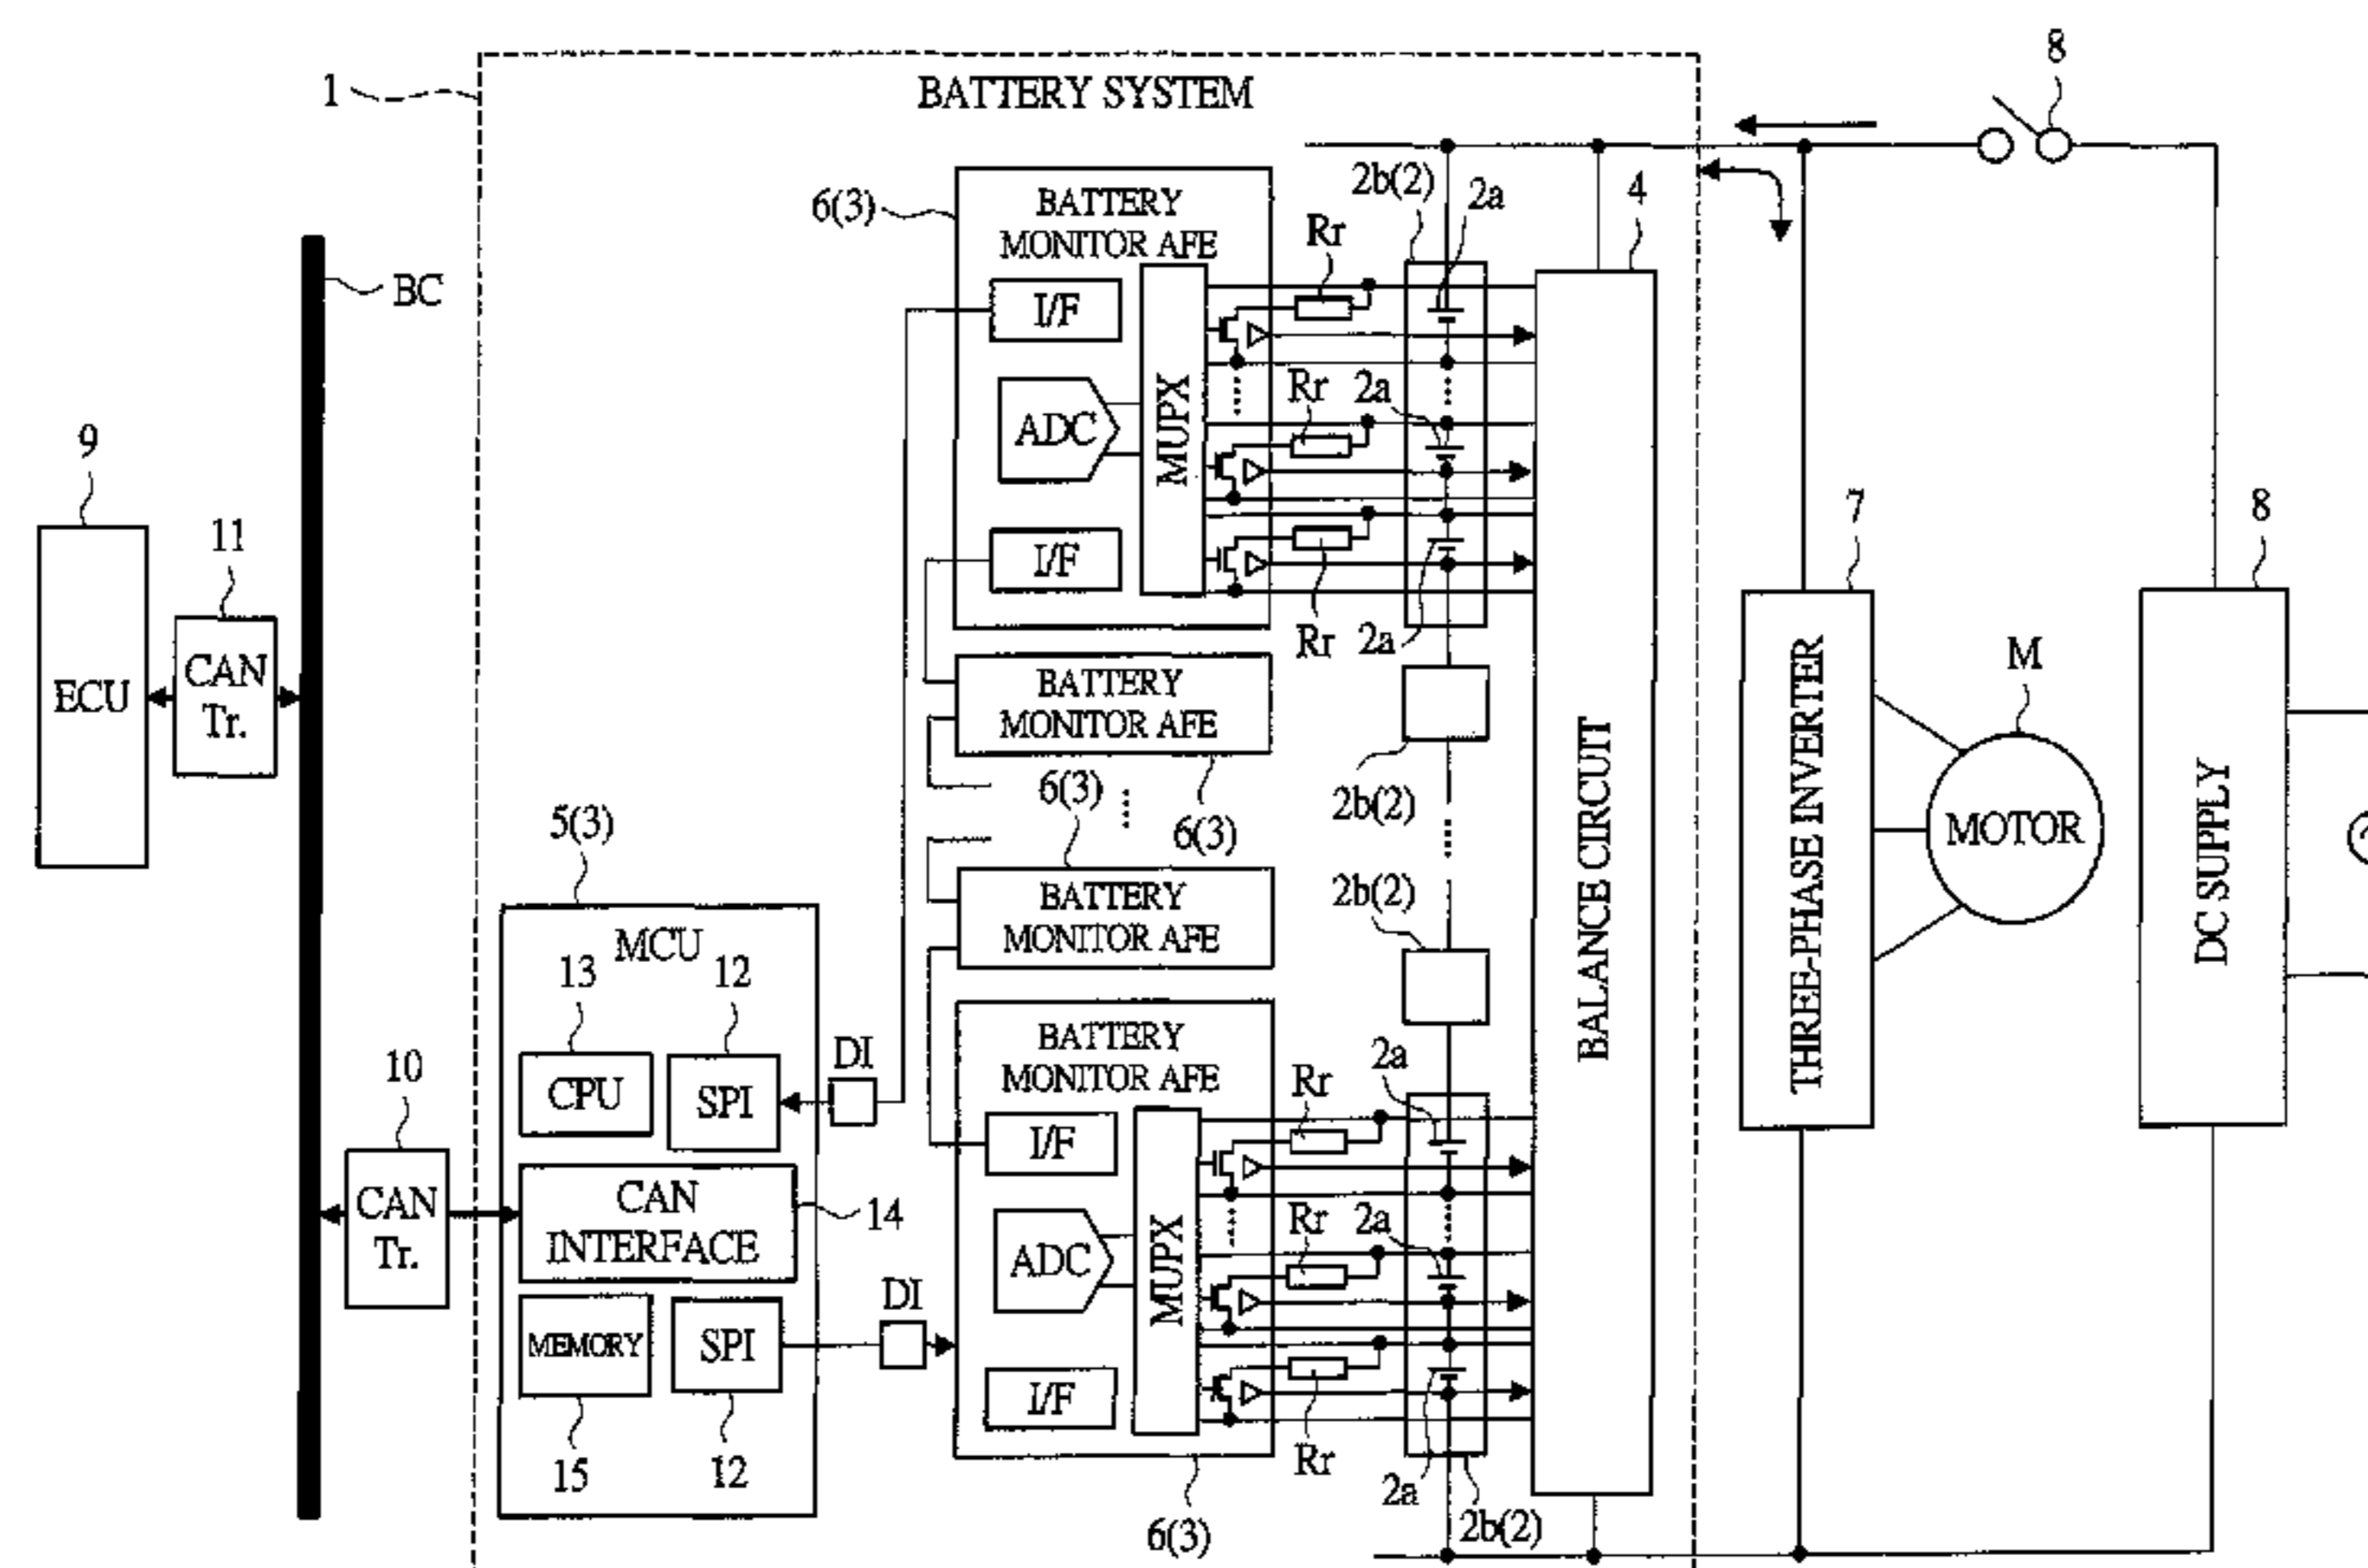 1
BATTERY SYSTEM
8
6(3)
BATTERY
MONITOR AFE
2b(2)
2a
4
Rr
BC
I/F
Rr
2a
ADC
MUPX
9
11
7
8
I/F
Rr
2a
ECU
CAN
Tr.
BATTERY
MONITOR AFE
M
THREE-PHASE INVERTER
MOTOR
DC SUPPLY
BALANCE CIRCUIT
6(3)
2b(2)
6(3)
5(3)
2b(2)
BATTERY
MONITOR AFE
MCU
13
12
DI
BATTERY
MONITOR AFE
2a
Rr
10
CPU
SPI
I/F
CAN
Tr.
CAN
INTERFACE
14
Rr
2a
ADC
MUPX
DI
MEMORY
SPI
I/F
15
12
Rr
2a
6(3)
2b(2)